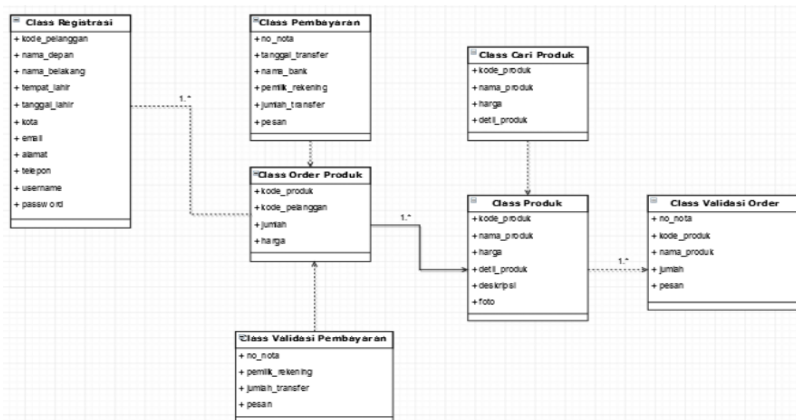 Class Registrasi
+ kode_pelanggan
+ nama_depan
+ nama_belakang
+ tempat_lahir
+ tanggal_lahir
+ kota
+ email
+ alamat
+ telepon
+ username
+ password
1..*
Class Pembayaran
+ no_nota
+ tanggal_transfer
+ nama_bank
+ pemilk_rekening
+ jumlah_transfer
+ pesan
Class Cari Produk
+ kode_produk
+ nama_produk
+ harga
+ detil_produk
Class Order Produk
+ kode_produk
+ kode_pelanggan
+ jumlah
+ harga
1..*
Class Produk
+ kode_produk
+ nama_produk
+ harga
+ detil_produk
+ deskripsi
+ foto
1..*
Class Validasi Order
+ no_nota
+ kode_produk
+ nama_produk
+ jumlah
+ pesan
Class Validasi Pembayaran
+ no_nota
+ pemilk_rekening
+ jumlah_transfer
+ pesan